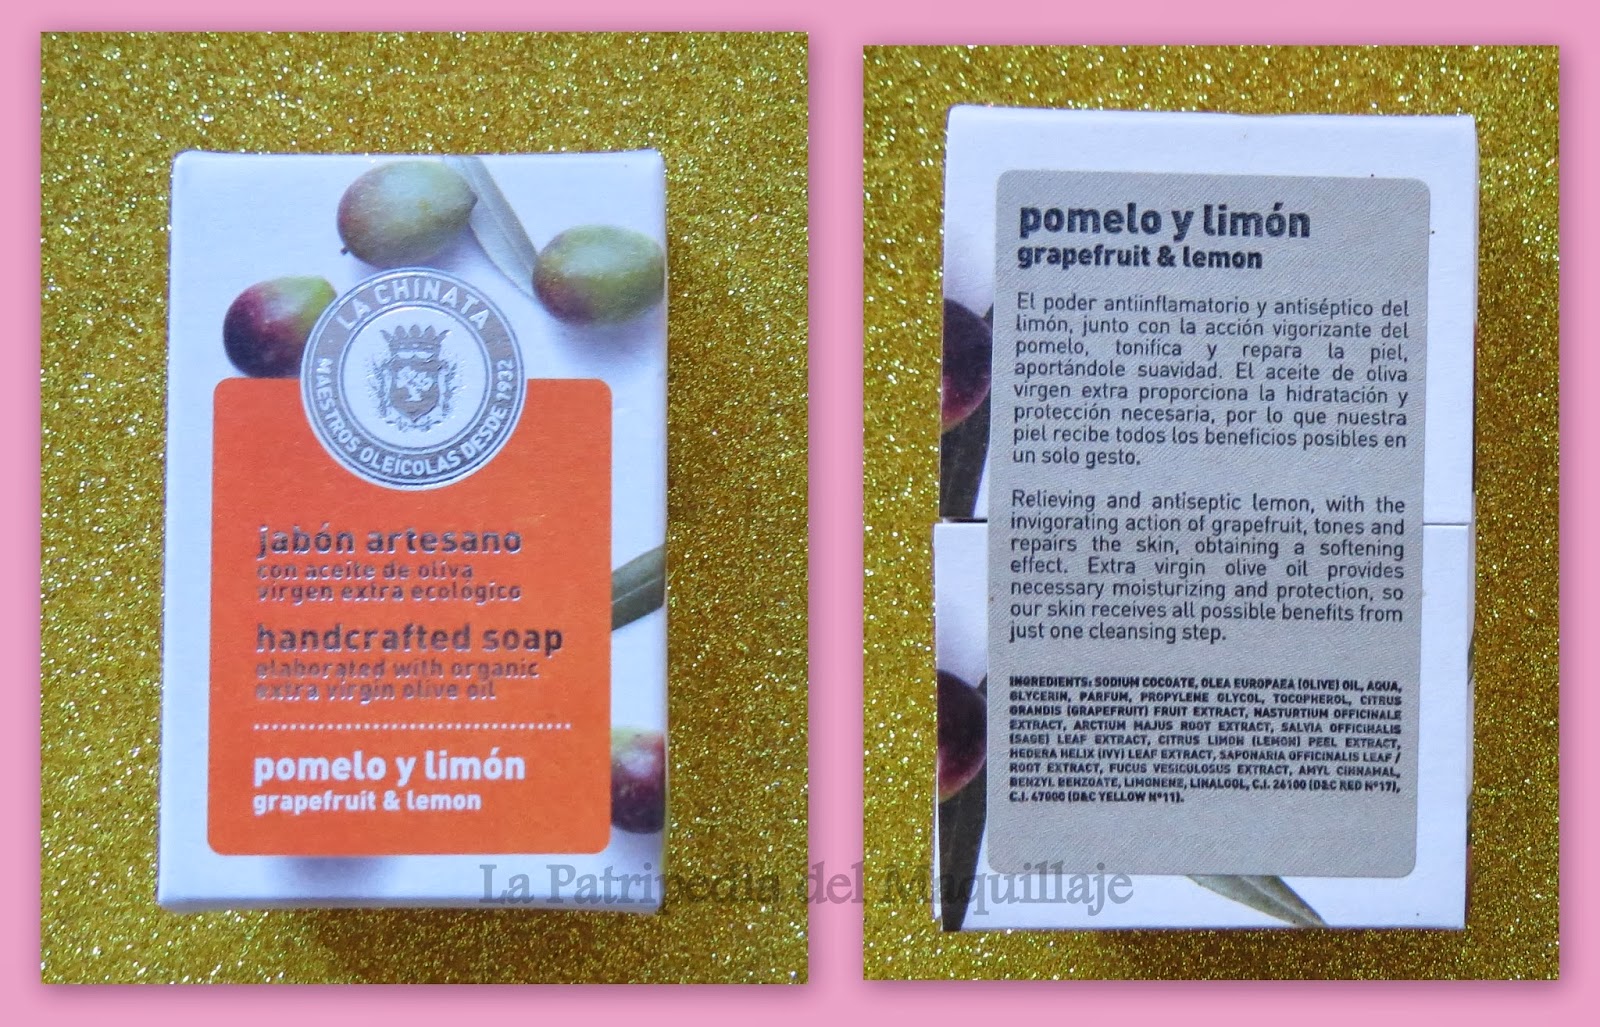 LA CHINATA
MAESTROS OLEÍCOLAS DESDE 1932
jabón artesano
con aceite de oliva
virgen extra ecológico
handcrafted soap
elaborated with organic
extra virgin olive oil
pomelo y limón
grapefruit & lemon
pomelo y limón
grapefruit & lemon
El poder antiinflamatorio y antiséptico del
limón, junto con la acción vigorizante del
pomelo, tonifica y repara la piel,
aportándole suavidad. El aceite de oliva
virgen extra proporciona la hidratación y
protección necesaria, por lo que nuestra
piel recibe todos los beneficios posibles en
un solo gesto.
Relieving and antiseptic lemon, with the
invigorating action of grapefruit, tones and
repairs the skin, obtaining a softening
effect. Extra virgin olive oil provides
necessary moisturizing and protection, so
our skin receives all possible benefits from
just one cleansing step.
INGREDIENTS: SODIUM COCOATE, OLEA EUROPAEA (OLIVE) OIL, AQUA,
GLYCERIN, PARFUM, PROPYLENE GLYCOL, TOCOPHEROL, CITRUS
GRANDIS (GRAPEFRUIT) FRUIT EXTRACT, NASTURTIUM OFFICINALE
EXTRACT, ARCTIUM MAJUS ROOT EXTRACT, SALVIA OFFICINALIS
(SAGE) LEAF EXTRACT, CITRUS LIMON (LEMON) PEEL EXTRACT,
HEDERA HELIX (IVY) LEAF EXTRACT, SAPONARIA OFFICINALIS LEAF /
ROOT EXTRACT, FUCUS VESICULOSUS EXTRACT, AMYL CINNAMAL,
BENZYL BENZOATE, LIMONENE, LINALOOL, C.I. 26100 (D&C RED Nº17),
C.I. 47000 (D&C YELLOW Nº11).
La Patripedia del Maquillaje